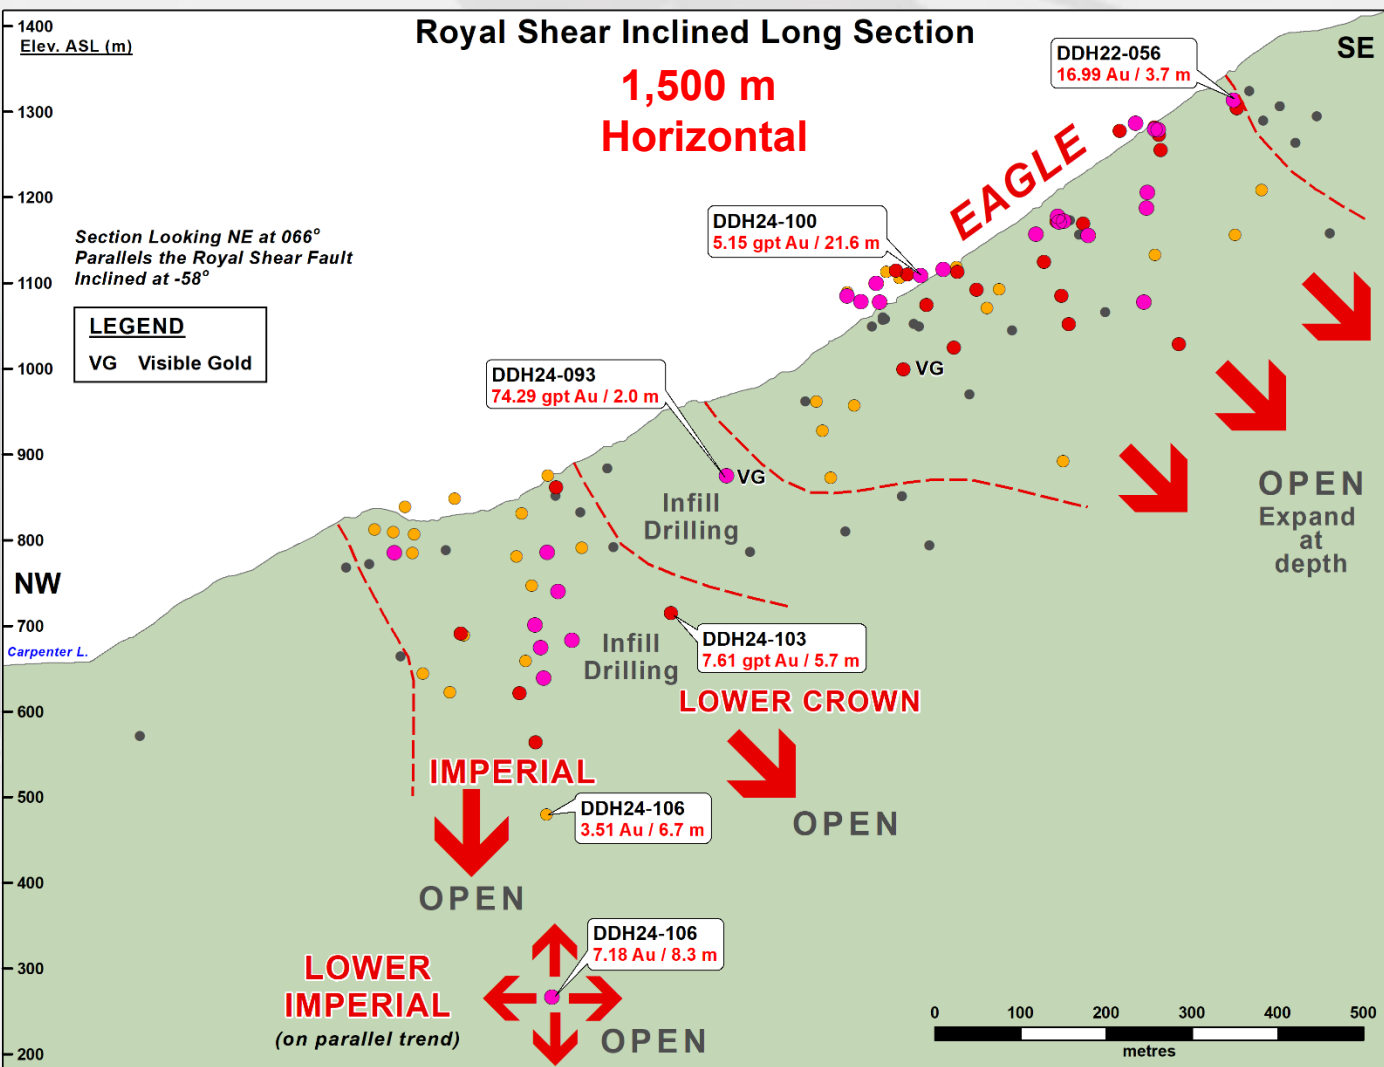 Royal Shear Inclined Long Section
1,500 m
Horizontal
1400
Elev. ASL (m)
1300
1200
1100
1000
900
800
700
600
500
400
300
200
SE
NW
DDH22-056
16.99 Au / 3.7 m
EAGLE
DDH24-100
5.15 gpt Au / 21.6 m
Section Looking NE at 066°
Parallels the Royal Shear Fault
Inclined at -58°
LEGEND
VG Visible Gold
VG
DDH24-093
74.29 gpt Au / 2.0 m
VG
Infill
Drilling
OPEN
Expand
at
depth
Carpenter L.
Infill
Drilling
DDH24-103
7.61 gpt Au / 5.7 m
LOWER CROWN
IMPERIAL
DDH24-106
3.51 Au / 6.7 m
OPEN
OPEN
DDH24-106
7.18 Au / 8.3 m
LOWER
IMPERIAL
(on parallel trend)
OPEN
0 100 200 300 400 500
metres